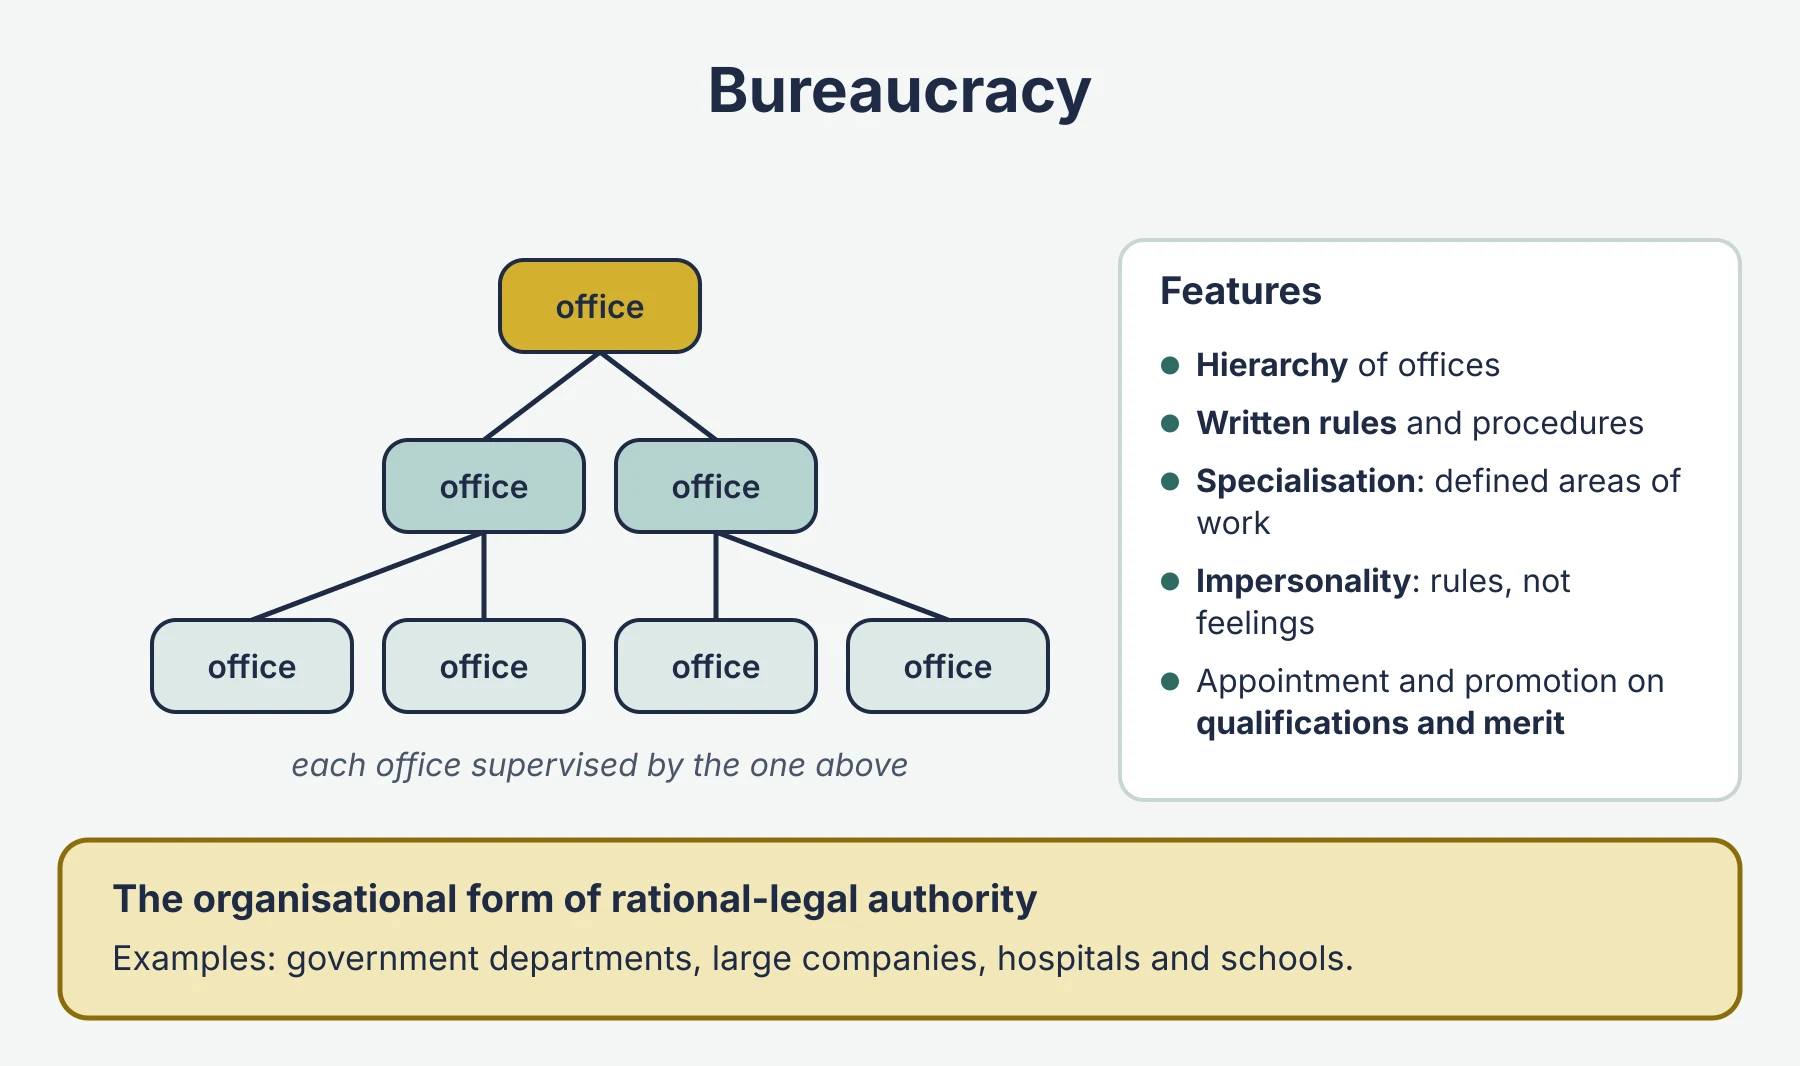 Bureaucracy
office
office
office
office
office
office
office
each office supervised by the one above
Features
Hierarchy of offices
Written rules and procedures
Specialisation: defined areas of
work
Impersonality: rules, not
feelings
Appointment and promotion on
qualifications and merit
The organisational form of rational-legal authority
Examples: government departments, large companies, hospitals and schools.